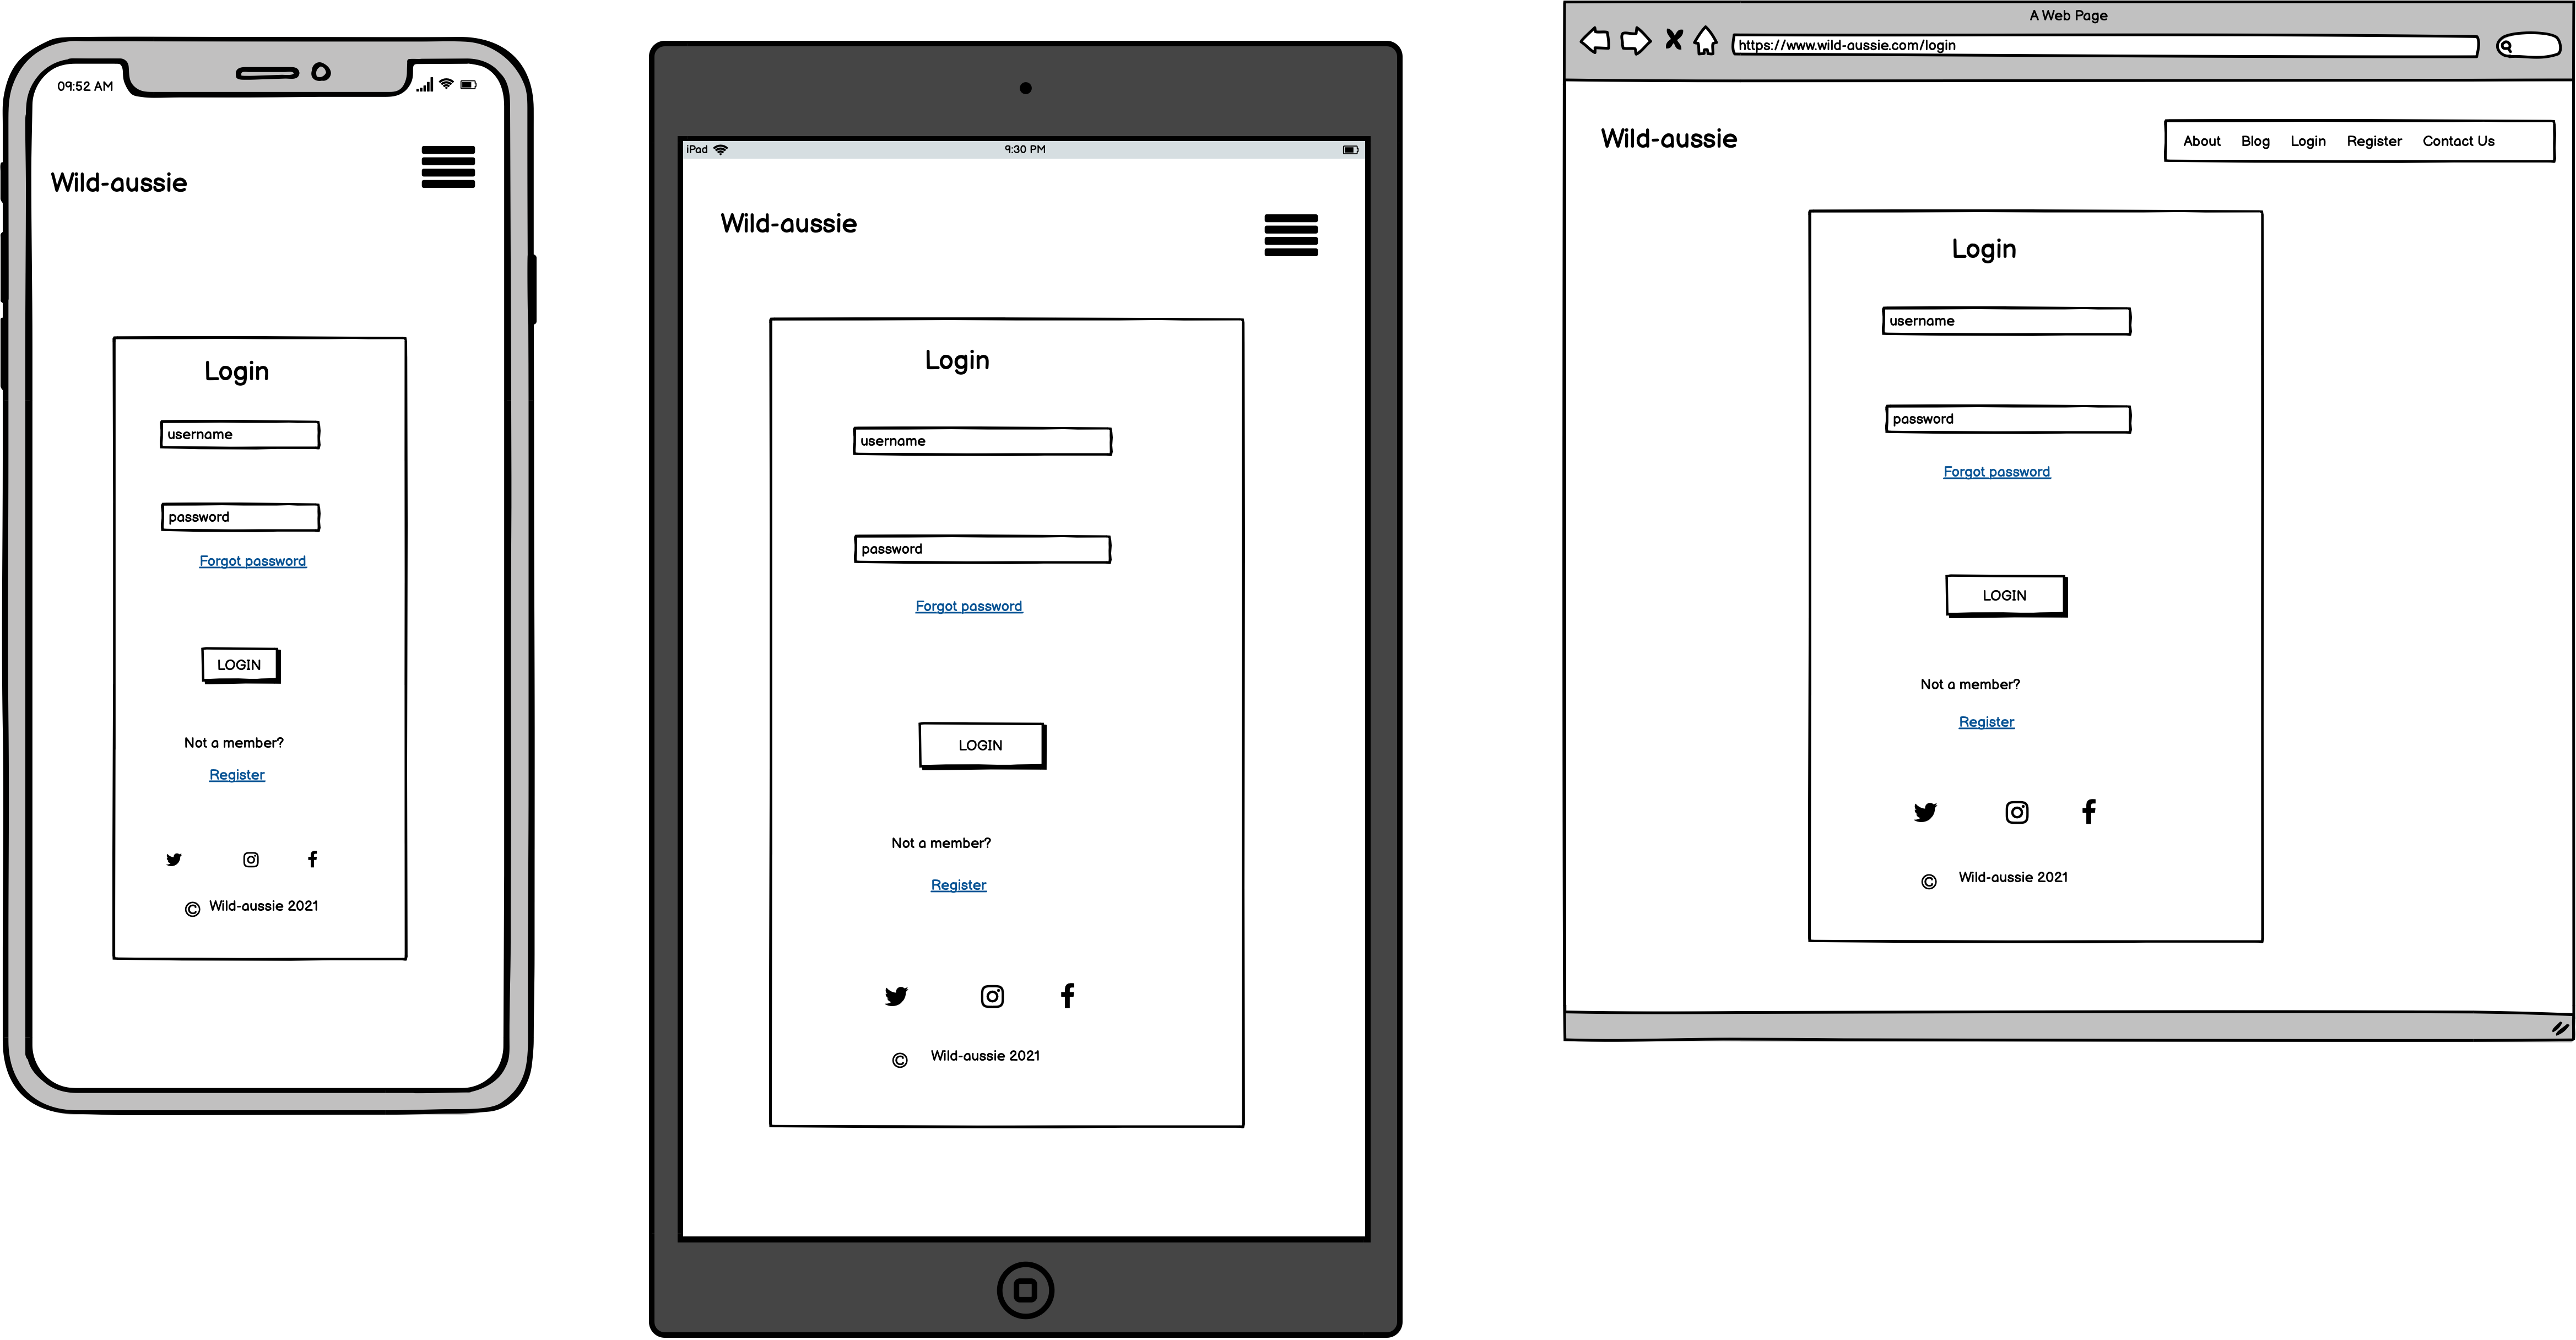 09:52 AM
Wild-aussie
Login
username
password
Forgot password
LOGIN
Not a member?
Register
© Wild-aussie 2021
iPad 9:30 PM
Wild-aussie
Login
username
password
Forgot password
LOGIN
Not a member?
Register
© Wild-aussie 2021
A Web Page
https://www.wild-aussie.com/login
Wild-aussie
About Blog Login Register Contact Us
Login
username
password
Forgot password
LOGIN
Not a member?
Register
© Wild-aussie 2021